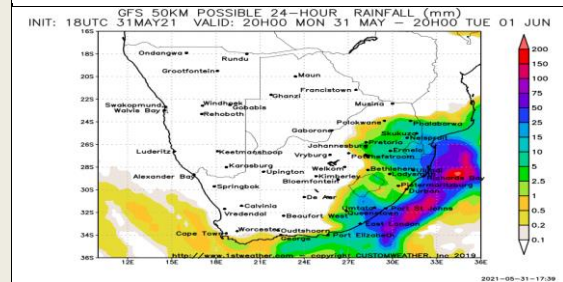 GFS 50KM POSSIBLE 24-HOUR RAINFALL (mm)
INIT: 18UTC 31MAY21 VALID: 20H00 MON 31 MAY – 20H00 TUE 01 JUN
16S
18S
20S
22S
24S
26S
28S
30S
32S
34S
36S
Ondangwa
Rundu
Grootfontein
Maun
Francistown
Ghanzi
Musina
Swakopmund
Windhoek
Gobabis
Walvis Bay
Rehoboth
Polokwane
Phalaborwa
Gaborone
Skukuza
Nelspruit
Johannesburg
Pretoria
Luderitz
Keetmanshoop
Vryburg
Potchefstroom
Ermelo
Karasburg
Upington
Welkom
Bethlehem
Ladysmith
Alexander Bay
Kimberley
Bloemfontein
Richards Bay
Springbok
Pietermaritzburg
Durban
De Aar
Calvinia
Umtata
Port St Johns
Vredendal
Beaufort West
Queenstown
East London
Cape Town
Worcester
Oudtshoorn
George
Port Elizabeth
http://www.1stweather.com – copyright CUSTOMWEATHER, Inc 2019
12E 15E 18E 21E 24E 27E 30E 33E 36E
200
150
100
75
50
25
15
10
5
2.5
1
0.5
0.2
0.1
2021-05-31-17:39